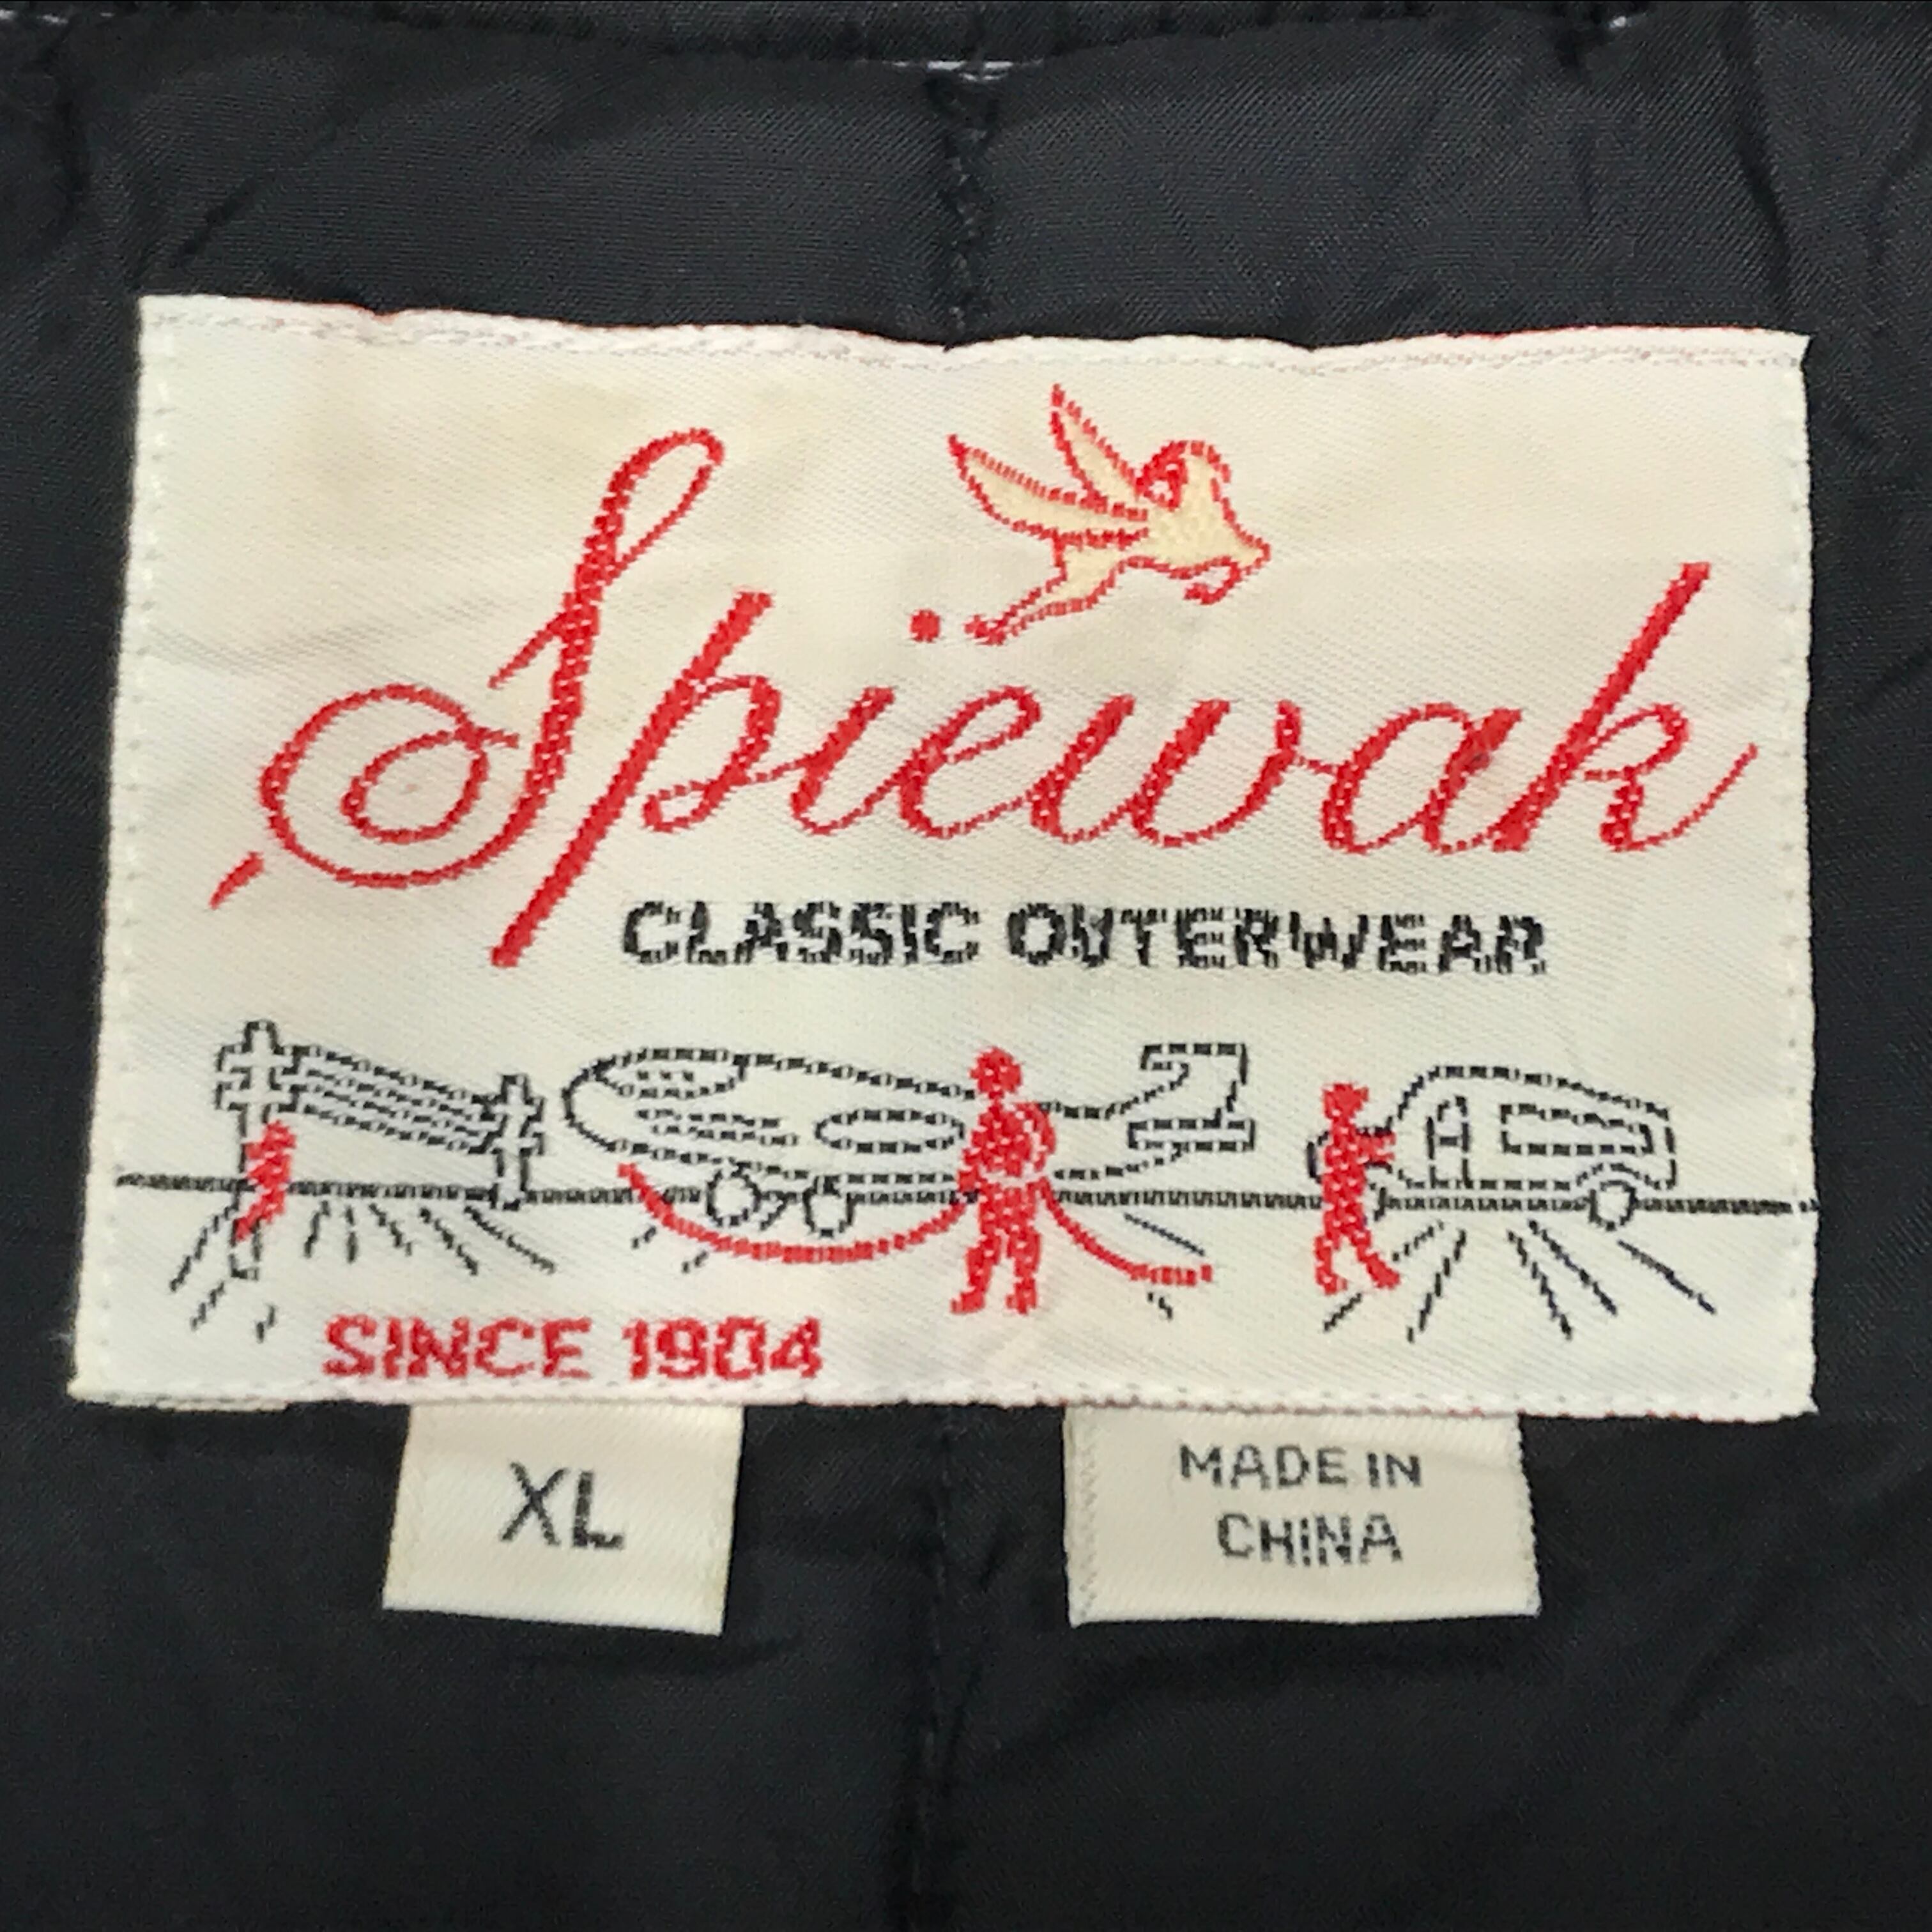 Spiewak
CLASSIC OUTERWEAR
SINCE 1904
XL
MADE IN
CHINA